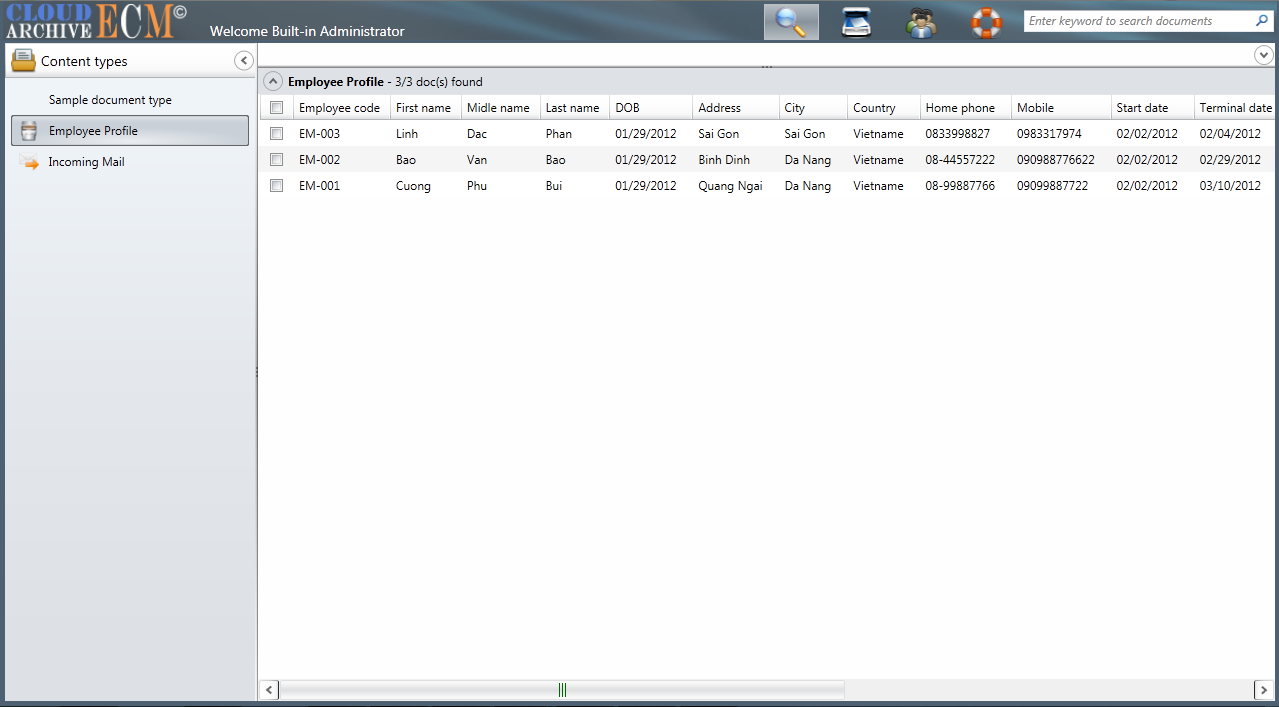 CLOUD ARCHIVE ECM©
Welcome Built-in Administrator
Enter keyword to search documents
Content types
Sample document type
Employee Profile
Incoming Mail
Employee Profile - 3/3 doc(s) found
Employee code First name Midle name Last name DOB Address City Country Home phone Mobile Start date Terminal date
EM-003 Linh Dac Phan 01/29/2012 Sai Gon Sai Gon Vietname 0833998827 0983317974 02/02/2012 02/04/2012
EM-002 Bao Van Bao 01/29/2012 Binh Dinh Da Nang Vietname 08-44557222 090988776622 02/02/2012 02/29/2012
EM-001 Cuong Phu Bui 01/29/2012 Quang Ngai Da Nang Vietname 08-99887766 09099887722 02/02/2012 03/10/2012